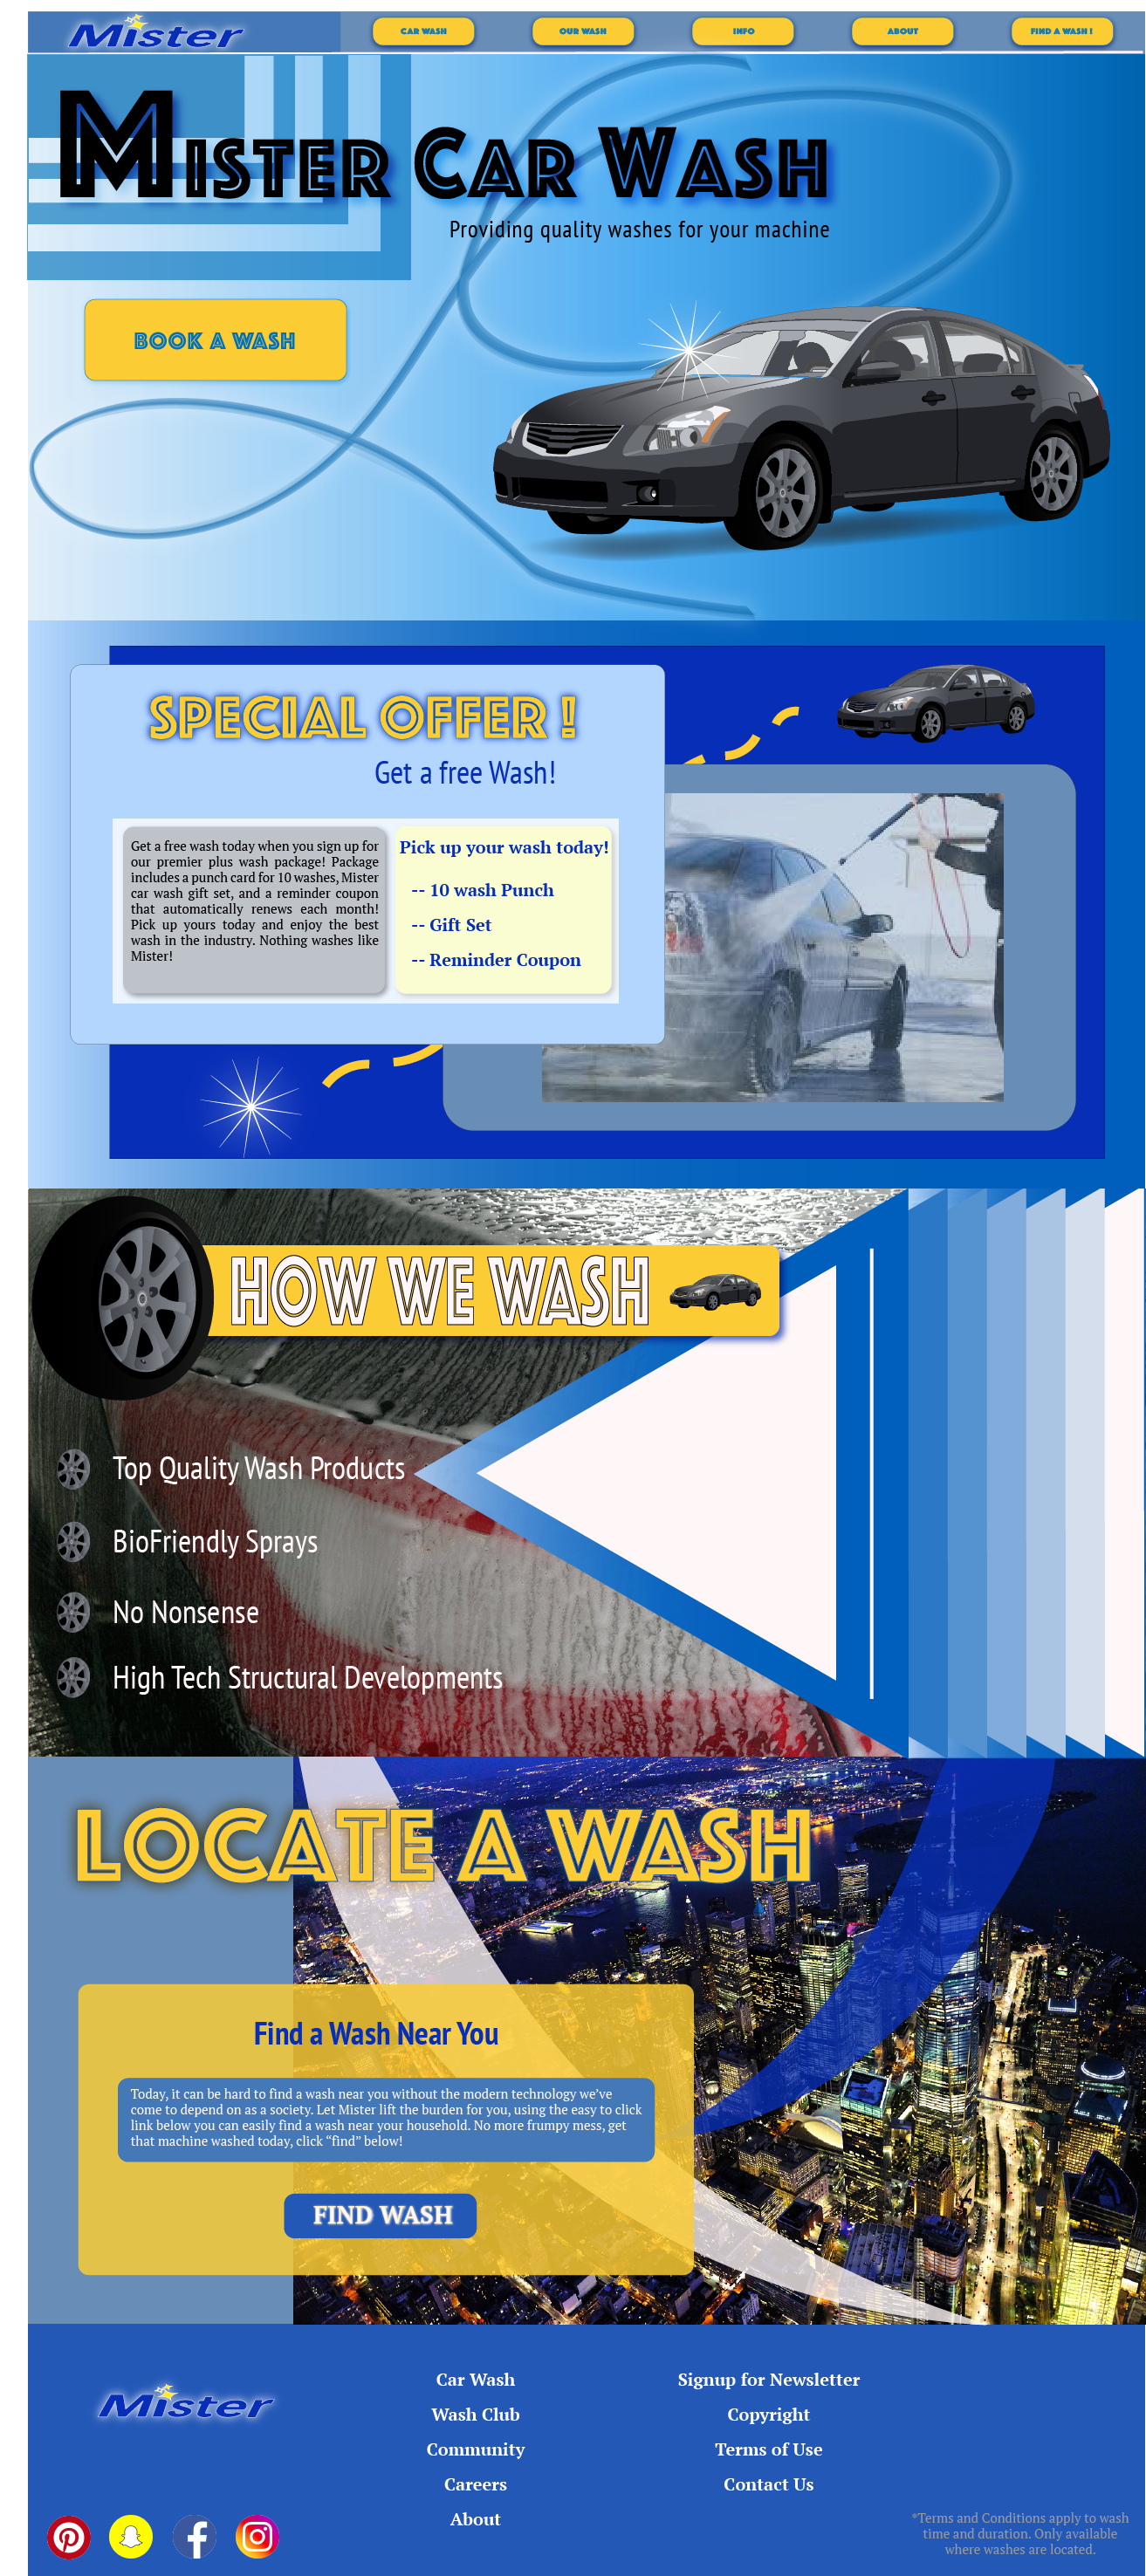 Mister
CAR WASH
OUR WASH
INFO
ABOUT
FIND A WASH !
MISTER CAR WASH
Providing quality washes for your machine
BOOK A WASH
SPECIAL OFFER !
Get a free Wash!
Get a free wash today when you sign up for
our premier plus wash package! Package
includes a punch card for 10 washes, Mister
car wash gift set, and a reminder coupon
that automatically renews each month!
Pick up yours today and enjoy the best
wash in the industry. Nothing washes like
Mister!
Pick up your wash today!
-- 10 wash Punch
-- Gift Set
-- Reminder Coupon
HOW WE WASH
Top Quality Wash Products
BioFriendly Sprays
No Nonsense
High Tech Structural Developments
LOCATE A WASH
Find a Wash Near You
Today, it can be hard to find a wash near you without the modern technology we’ve
come to depend on as a society. Let Mister lift the burden for you, using the easy to click
link below you can easily find a wash near your household. No more frumpy mess, get
that machine washed today, click “find” below!
FIND WASH
Mister
Car Wash
Wash Club
Community
Careers
About
Signup for Newsletter
Copyright
Terms of Use
Contact Us
*Terms and Conditions apply to wash
time and duration. Only available
where washes are located.